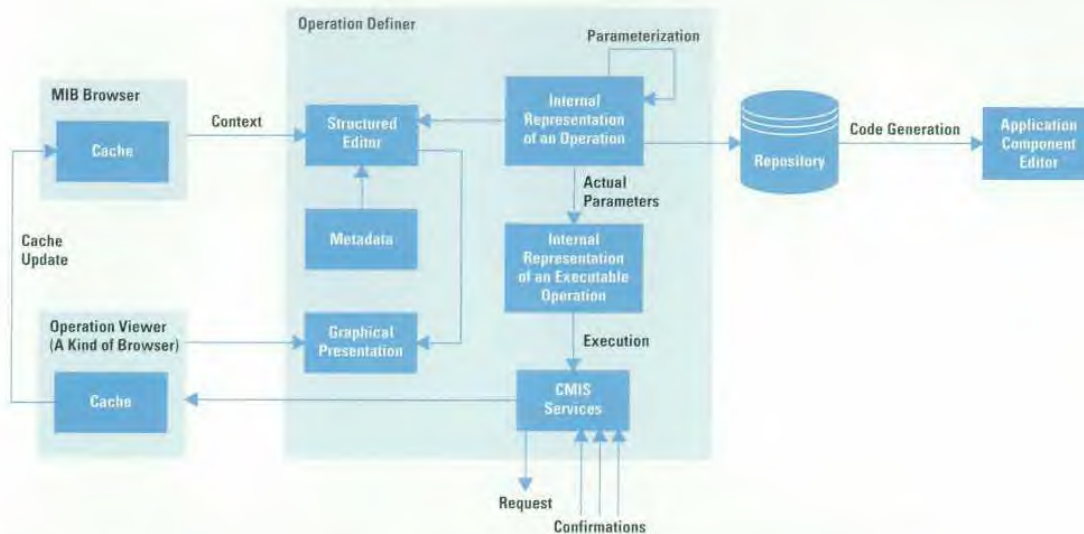 Operation Definer
Parameterization
MIB Browser
Cache
Context
Structured
Editor
Internal
Representation
of an Operation
Repository
Code Generation
Application
Component
Editor
Actual
Parameters
Metadata
Cache
Update
Internal
Representation
of an Executable
Operation
Operation Viewer
(A Kind of Browser)
Cache
Graphical
Presentation
Execution
CMIS
Services
Request
Confirmations